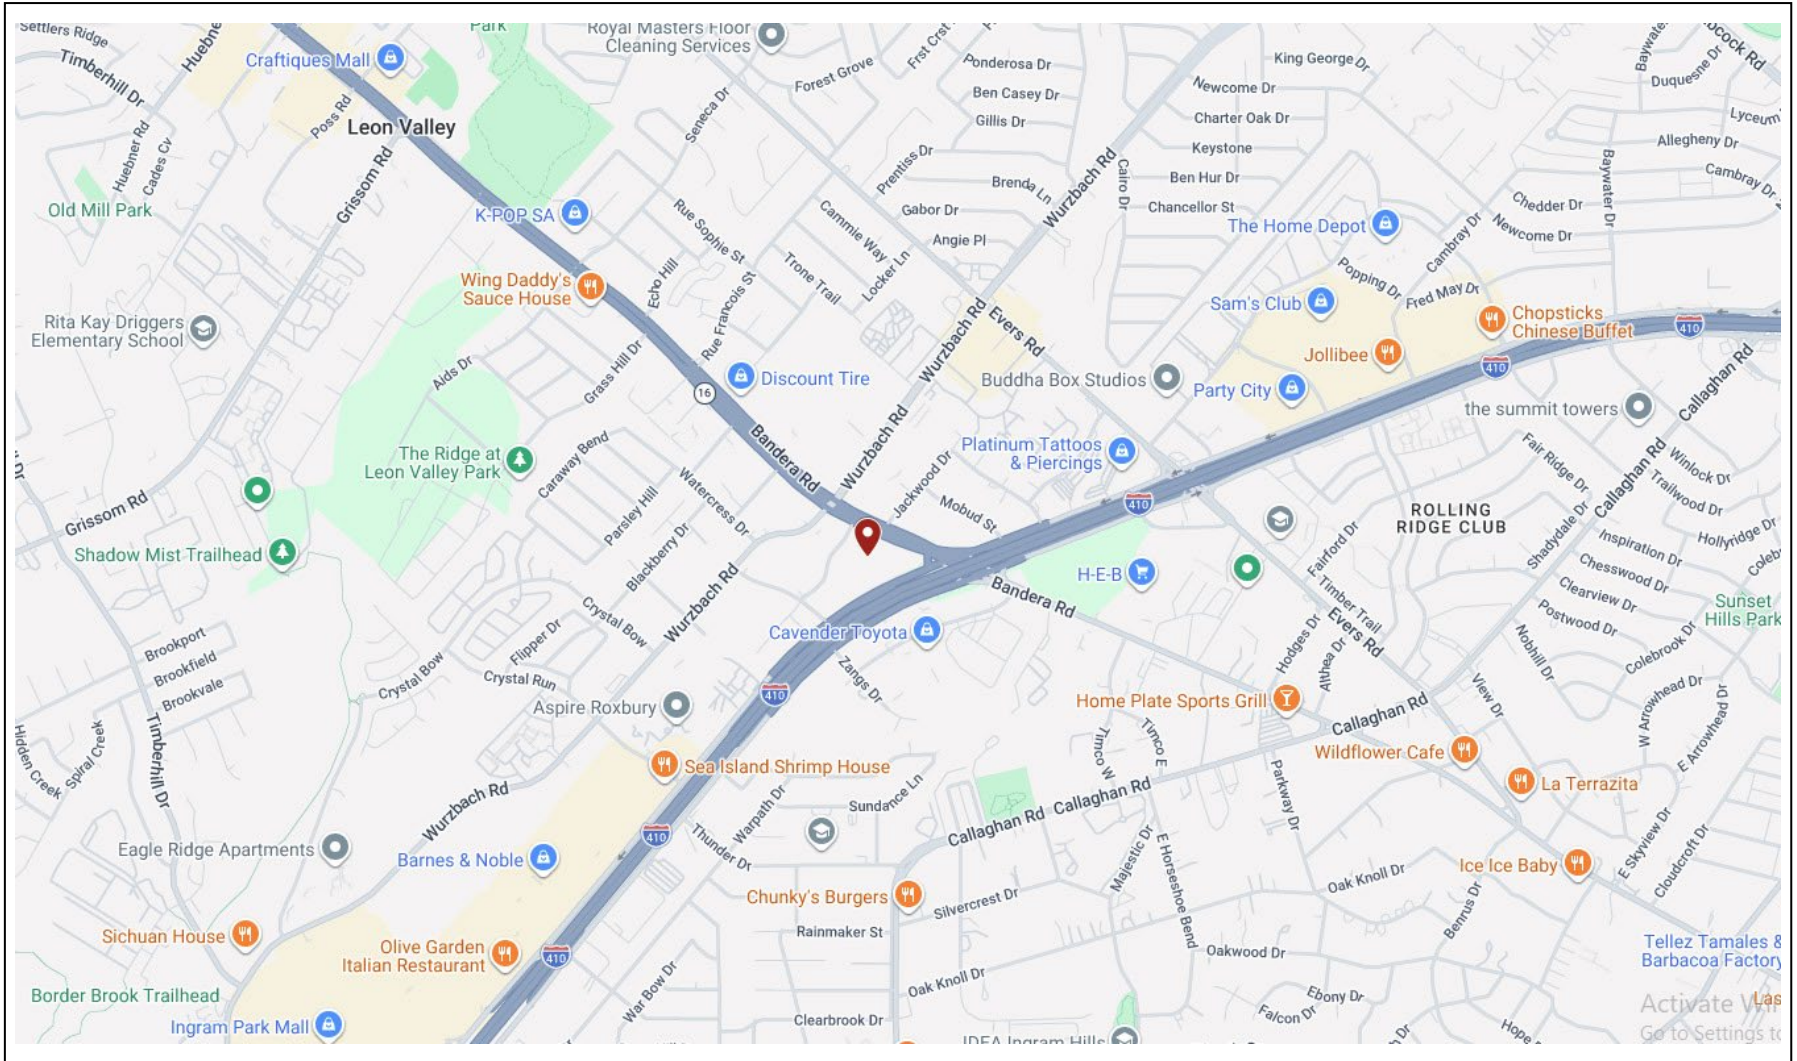 Settlers Ridge
Timberhill Dr
Huebne
Craftiques Mall
Park
Royal Masters Floor
Cleaning Services
Forest Grove
Frst Crst
Ponderosa Dr
King George Dr
Baywate
Duquesne Dr
bcock Rd
Poss Rd
Leon Valley
Seneca Dr
Ben Casey Dr
Gillis Dr
Newcome Dr
Charter Oak Dr
Lyceum
Huebner Rd
Cades Cv
Grissom Rd
Prentiss Dr
Brenda Ln
Wurzbach Rd
Cairo Dr
Keystone
Ben Hur Dr
Allegheny Dr
Cambray Dr
Baywater Dr
Old Mill Park
K-POP SA
Rue Sophie St
Cammie Way
Gabor Dr
Angie Pl
Chancellor St
The Home Depot
Chedder Dr
Newcome Dr
Cambray Dr
Wing Daddy's
Sauce House
Echo Hill
Trone Trail
Locker Ln
Popping Dr
Fred May Dr
Rue Francois St
Sam's Club
Chopsticks
Chinese Buffet
410
Rita Kay Driggers
Elementary School
Evers Rd
Wurzbach Rd
Aids Dr
Grass Hill Dr
Jollibee
410
Callaghan Rd
16
Discount Tire
Buddha Box Studios
Party City
the summit towers
The Ridge at
Leon Valley Park
Caraway Bend
Bandera Rd
Wurzbach Rd
Platinum Tattoos
& Piercings
Jackwood Dr
Fair Ridge Dr
Callaghan Rd
Winlock Dr
Trailwood Dr
Grissom Rd
Parsley Hill
Watercress Dr
Mobud St
410
ROLLING
RIDGE CLUB
Hollyridge Dr
Shadow Mist Trailhead
Blackberry Dr
H-E-B
Fairford Dr
Shadydale Dr
Inspiration Dr
Chesswood Dr
Coleb
Clearview Dr
Crystal Bow
Wurzbach Rd
Cavender Toyota
Bandera Rd
Timber Trail
Evers Rd
Postwood Dr
Sunset
Hills Park
Brookport
Brookfield
Brookvale
Flipper Dr
Crystal Bow
Crystal Run
Zangs Dr
Hodges Dr
Althea Dr
Nobhill Dr
Colebrook Dr
410
Aspire Roxbury
Home Plate Sports Grill
View Dr
W Arrowhead Dr
E Arrowhead Dr
Hidden Creek
Spiral Creek
Timberhill Dr
Callaghan Rd
Timco W
Timco E
Wildflower Cafe
Sea Island Shrimp House
La Terrazita
Parkway Dr
Wurzbach Rd
Warpath Dr
Sundance Ln
Callaghan Rd
Callaghan Rd
410
Thunder Dr
Eagle Ridge Apartments
Barnes & Noble
Majestic Dr
E Horseshoe Bend
Ice Ice Baby
E Skyview Dr
Cloudcroft Dr
Chunky's Burgers
Silvercrest Dr
Oak Knoll Dr
Benrus Dr
Sichuan House
Olive Garden
Italian Restaurant
410
Rainmaker St
Oakwood Dr
Tellez Tamales &
Barbacoa Factory
War Bow Dr
Oak Knoll Dr
Border Brook Trailhead
Ebony Dr
Falcon Dr
Las
Activate Wi
Go to Settings to
Ingram Park Mall
Clearbrook Dr
Hope
IDEA Ingram Hills